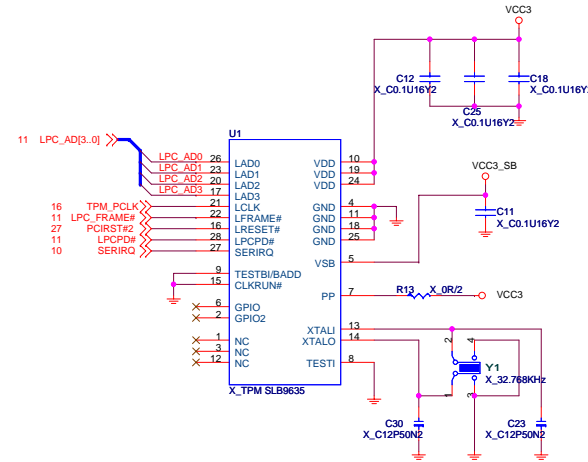 VCC3
C12
X_C0.1U16Y2
C25
X_C0.1U16Y2
C18
X_C0.1U16Y2
U1
11 LPC_AD[3..0]
LPC_AD0 26 LAD0 VDD 10
LPC_AD1 23 LAD1 VDD 19
LPC_AD2 20 LAD2 VDD 24
LPC_AD3 17 LAD3
16 TPM_PCLK 21 LCLK GND 4
11 LPC_FRAME# 22 LFRAME# GND 11
27 PCIRST#2 16 LRESET# GND 18
11 LPCPD# 28 LPCPD# GND 25
10 SERIRQ 27 SERIRQ
VCC3_SB
C11
X_C0.1U16Y2
VSB 5
9 TESTBI/BADD
15 CLKRUN#
PP 7 R13 X_0R/2 VCC3
6 GPIO
2 GPIO2
XTALI 13
XTALO 14
1 NC
3 NC
12 NC
TESTI 8
2 4
Y1
X_32.768KHz
1 3
X_TPM SLB9635
C30
X_C12P50N2
C23
X_C12P50N2